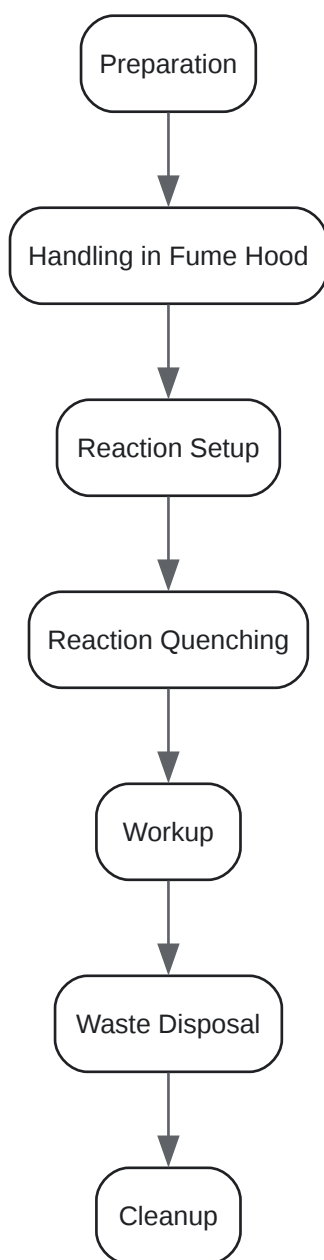 Preparation
Handling in Fume Hood
Reaction Setup
Reaction Quenching
Workup
Waste Disposal
Cleanup